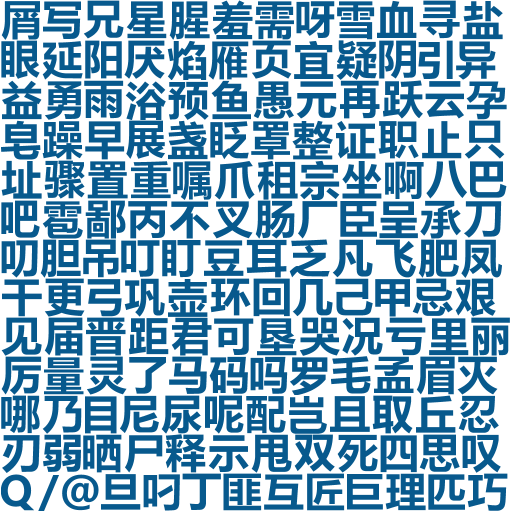 屑写兄星腥羞需呀雪血寻盐
眼延阳厌焰雁页宜疑阴引异
益勇雨浴预鱼愚元再跃云孕
皂躁早展盏眨罩整证职止只
址骤置重嘱爪租宗坐啊八巴
吧雹鄙丙不叉肠厂臣呈承刀
叨胆吊叮盯豆耳乏凡飞肥凤
干更弓巩壶环回几己甲忌艰
见届晋距君可垦哭况亏里丽
厉量灵了马码吗罗毛孟眉灭
哪乃目尼尿呢配岂且取丘忍
刃弱晒尸释示甩双死四思叹
Q/@旦叼丁匪互匠巨理匹巧